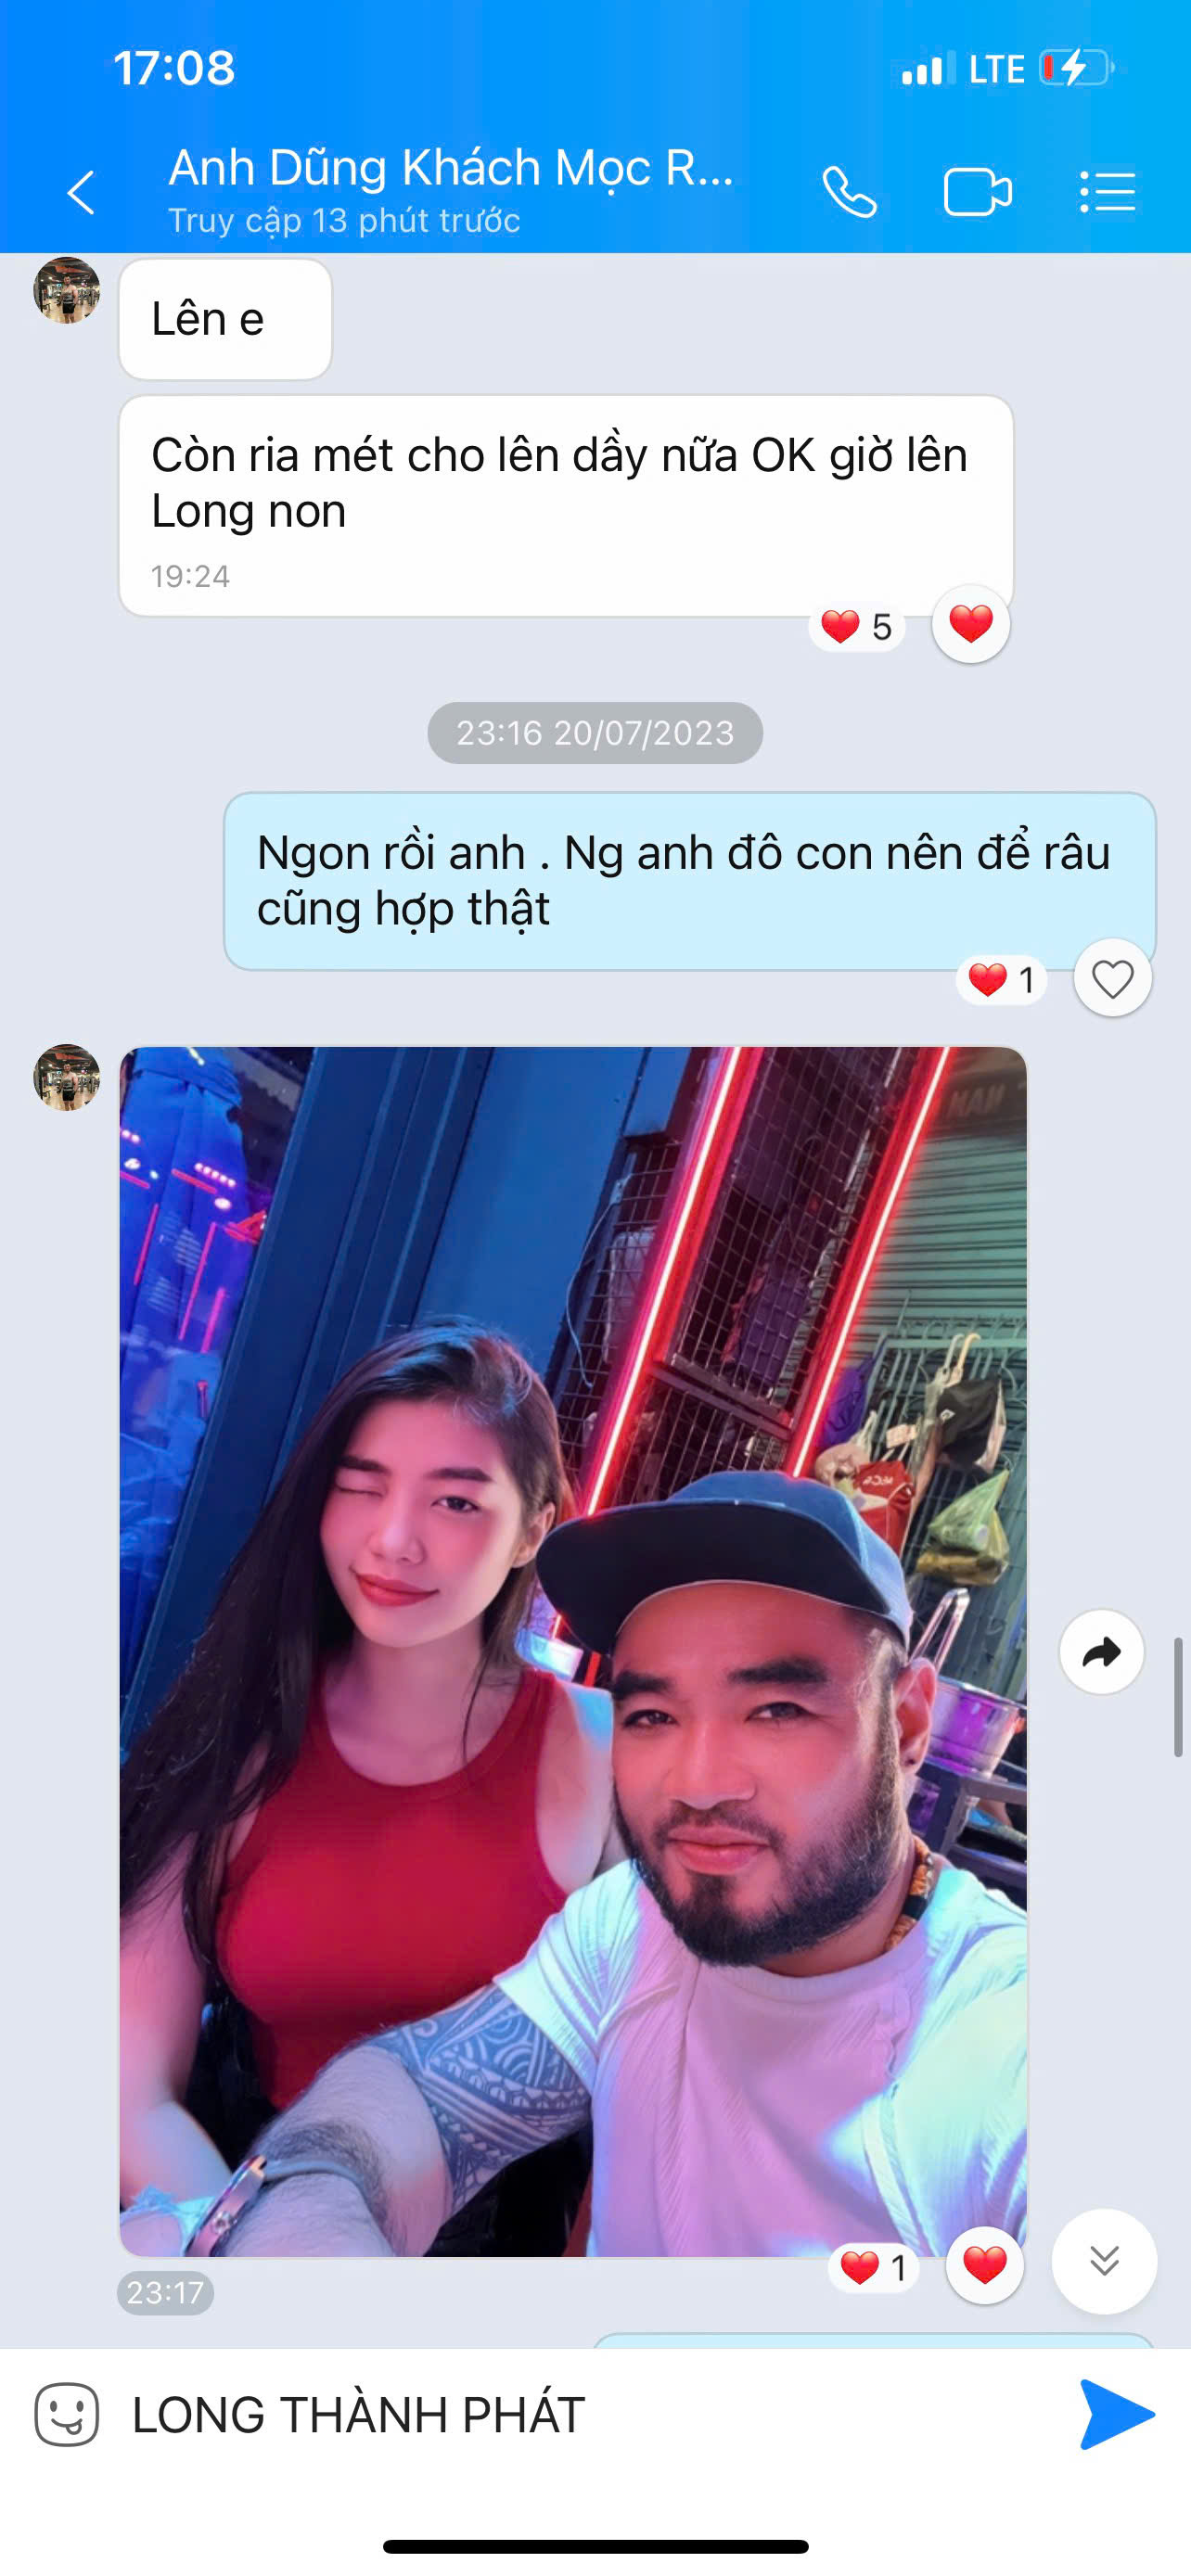 17:08
LTE
Anh Dũng Khách Mọc R...
Truy cập 13 phút trước
Lên e
Còn ria mét cho lên dầy nữa OK giờ lên
Long non
19:24
5
23:16 20/07/2023
Ngon rồi anh . Ng anh đô con nên để râu
cũng hợp thật
1
1
23:17
LONG THÀNH PHÁT